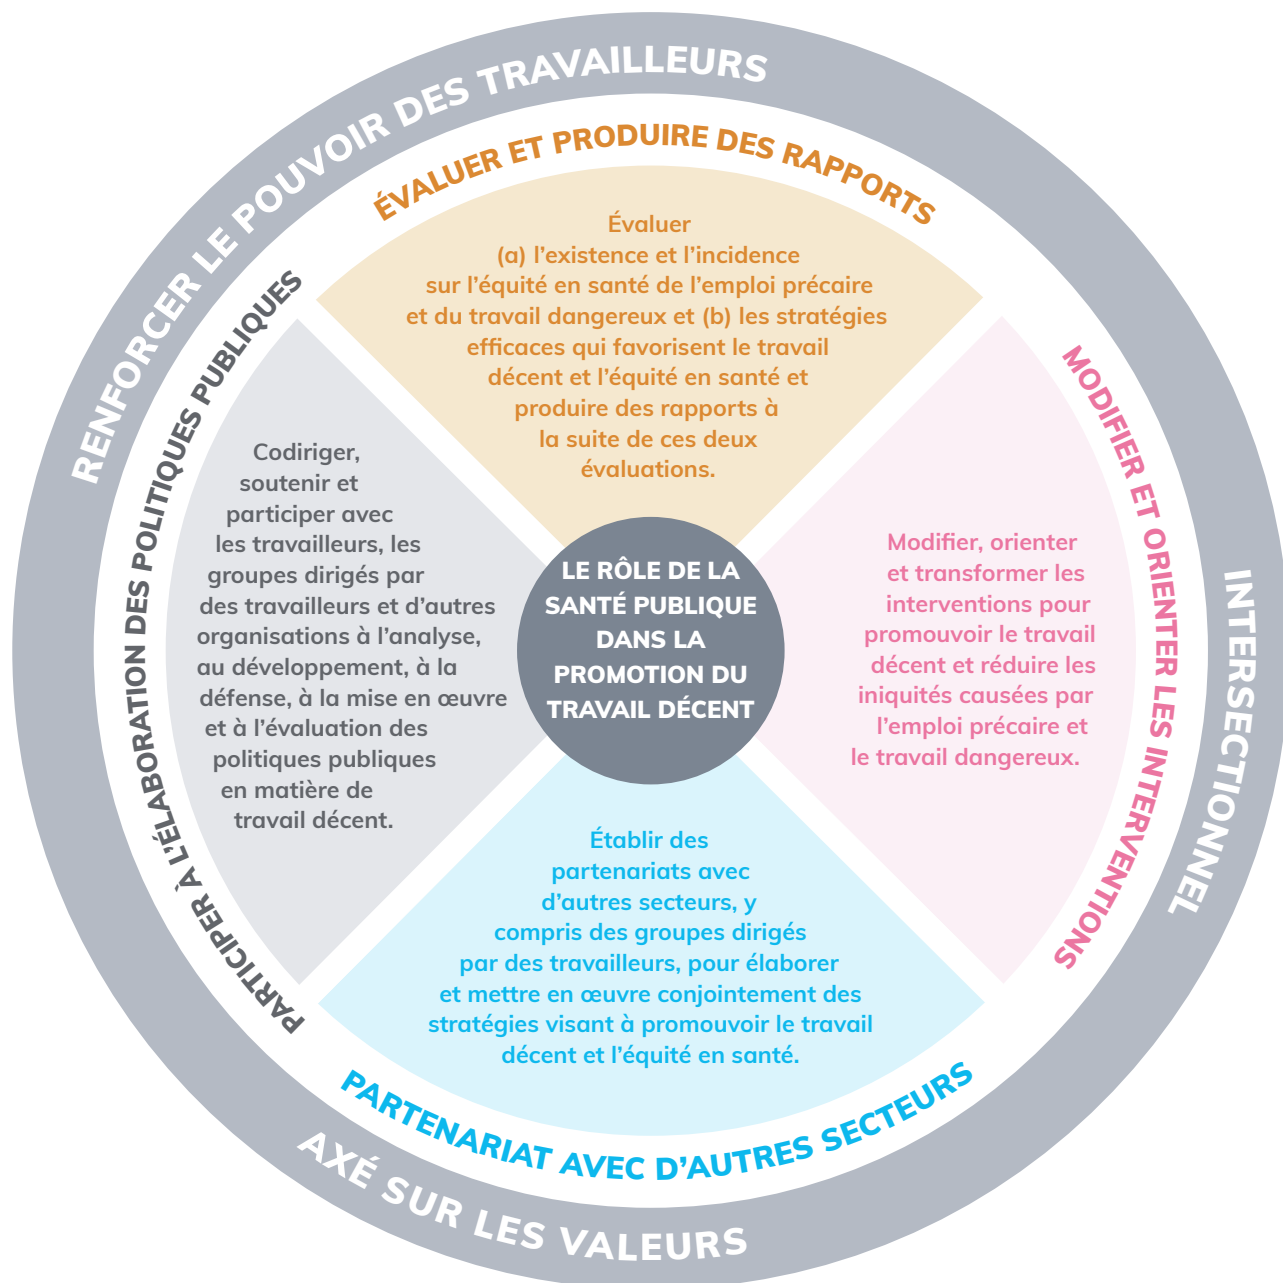 RENFORCER LE POUVOIR DES TRAVAILLEURS
INTERSECTIONNEL
AXÉ SUR LES VALEURS
ÉVALUER ET PRODUIRE DES RAPPORTS
Évaluer
(a) l’existence et l’incidence
sur l’équité en santé de l’emploi précaire
et du travail dangereux et (b) les stratégies
efficaces qui favorisent le travail
décent et l’équité en santé et
produire des rapports à
la suite de ces deux
évaluations.
MODIFIER ET ORIENTER LES INTERVENTIONS
Modifier, orienter
et transformer les
interventions pour
promouvoir le travail
décent et réduire les
iniquités causées par
l’emploi précaire et
le travail dangereux.
PARTENARIAT AVEC D’AUTRES SECTEURS
Établir des
partenariats avec
d’autres secteurs, y
compris des groupes dirigés
par des travailleurs, pour élaborer
et mettre en œuvre conjointement des
stratégies visant à promouvoir le travail
décent et l’équité en santé.
PARTICIPER À L’ÉLABORATION DES POLITIQUES PUBLIQUES
Codiriger,
soutenir et
participer avec
les travailleurs, les
groupes dirigés par
des travailleurs et d’autres
organisations à l’analyse,
au développement, à la
défense, à la mise en œuvre
et à l’évaluation des
politiques publiques
en matière de
travail décent.
LE RÔLE DE LA
SANTÉ PUBLIQUE
DANS LA
PROMOTION DU
TRAVAIL DÉCENT